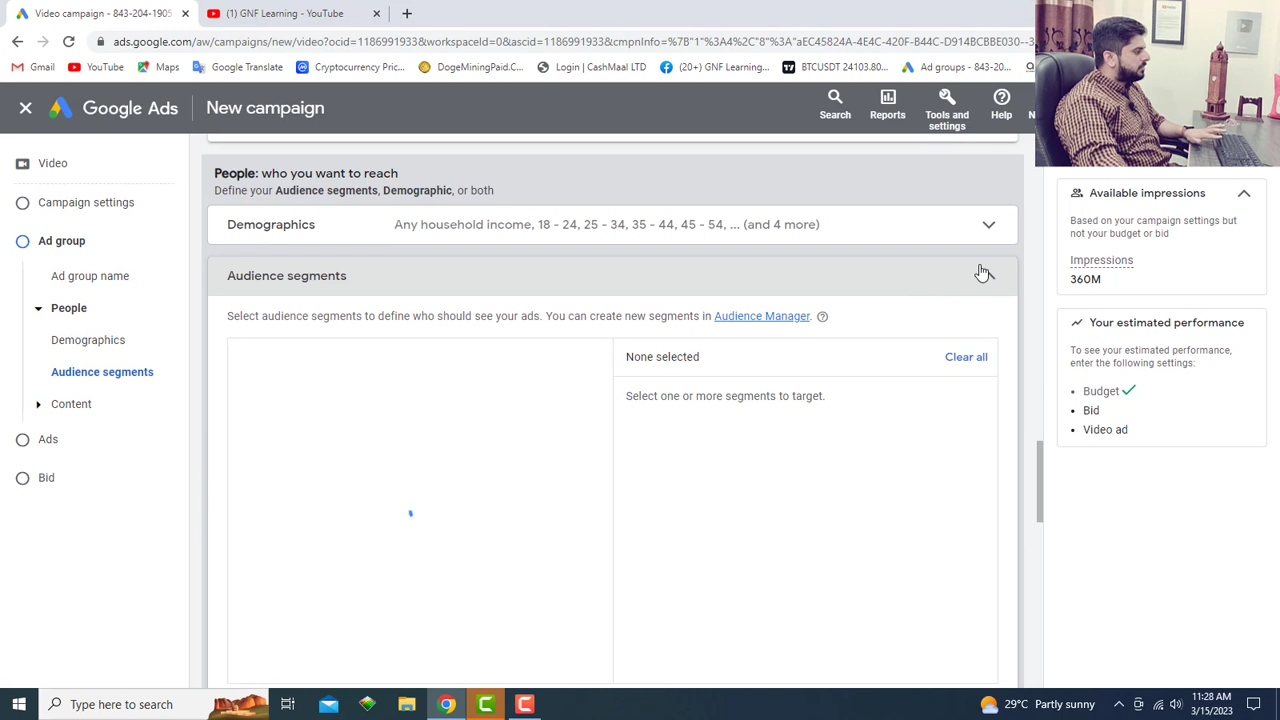 Video campaign - 843-204-1905
(1) GNF Learning - YouTube
ads.google.com/aw/campaigns/new/video?ocid=1186991933&workspaceId=0&ascid=1186991933&cmpnInfo=%7B"1"%3A4%2C"8"%3A"aEC45824A-4E4C-420F-B44C-D914BCBBE030--3
Gmail
YouTube
Maps
Google Translate
Cryptocurrency Pric...
DogeMiningPaid.C...
Login | CashMaal LTD
(20+) GNF Learning...
BTCUSDT 24103.80...
Ad groups - 843-20...
Google Ads
New campaign
Search
Reports
Tools and
settings
Help
N
Video
Campaign settings
Ad group
Ad group name
People
Demographics
Audience segments
Content
Ads
Bid
People: who you want to reach
Define your Audience segments, Demographic, or both
Demographics Any household income, 18 - 24, 25 - 34, 35 - 44, 45 - 54, ... (and 4 more)
Audience segments
Select audience segments to define who should see your ads. You can create new segments in Audience Manager.
None selected Clear all
Select one or more segments to target.
Available impressions
Based on your campaign settings but
not your budget or bid
Impressions
360M
Your estimated performance
To see your estimated performance,
enter the following settings:
• Budget
• Bid
• Video ad
Type here to search
29°C Partly sunny
11:28 AM
3/15/2023